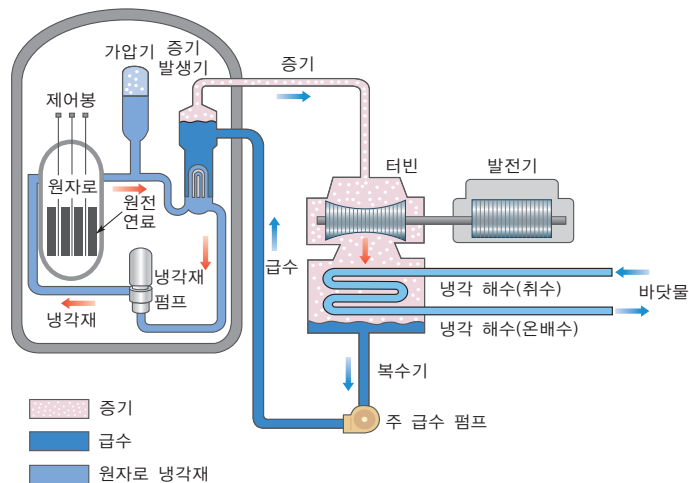 가압기
증기
발생기
증기
제어봉
원자로
원전
연료
냉각재
펌프
냉각재
급수
터빈
발전기
냉각 해수(취수)
바닷물
냉각 해수(온배수)
복수기
주 급수 펌프
증기
급수
원자로 냉각재